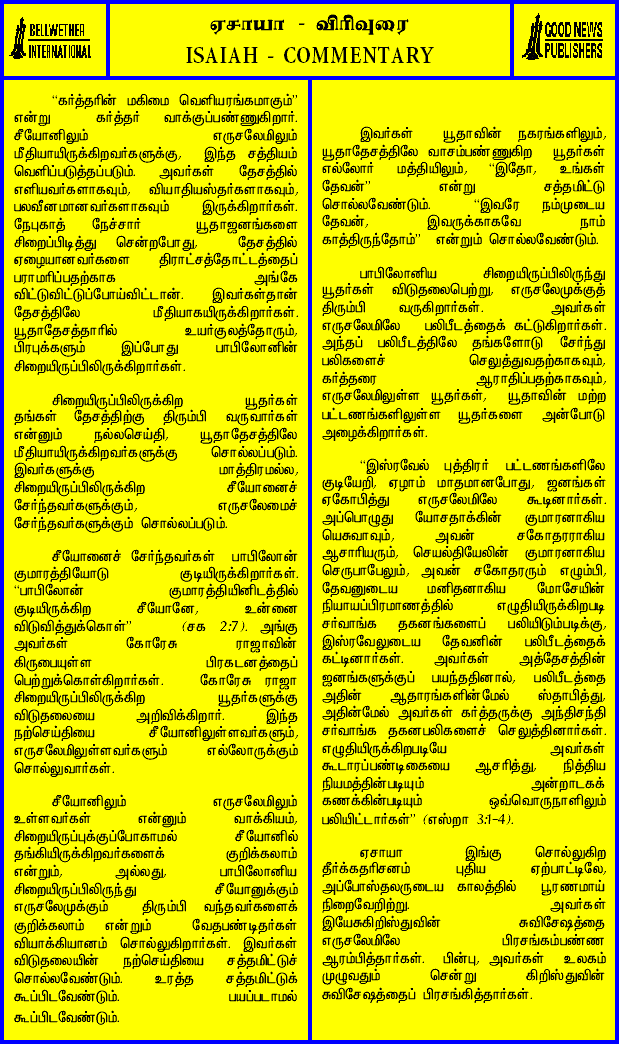 BELLWETHER
INTERNATIONAL
ஏசாயா - விரிவுரை
ISAIAH - COMMENTARY
GOOD NEWS
PUBLISHERS
“கர்த்தரின் மகிமை வெளியரங்கமாகும்”
என்று கர்த்தர் வாக்குப்பண்ணுகிறார்.
சீயோனிலும் எருசலேமிலும்
மீதியாயிருக்கிறவர்களுக்கு, இந்த சத்தியம்
வெளிப்படுத்தப்படும். அவர்கள் தேசத்தில்
எளியவர்களாகவும், வியாதியஸ்தர்களாகவும்,
பலவீனமானவர்களாகவும் இருக்கிறார்கள்.
நேபுகாத் நேச்சார் யூதாஜனங்களை
சிறைப்பிடித்து சென்றபோது, தேசத்தில்
ஏழையானவர்களை திராட்சத்தோட்டத்தைப்
பராமரிப்பதற்காக அங்கே
விட்டுவிட்டுப்போய்விட்டான். இவர்கள்தான்
தேசத்திலே மீதியாகயிருக்கிறார்கள்.
யூதாதேசத்தாரில் உயர்குலத்தோரும்,
பிரபுக்களும் இப்போது பாபிலோனின்
சிறையிருப்பிலிருக்கிறார்கள்.
சிறையிருப்பிலிருக்கிற யூதர்கள்
தங்கள் தேசத்திற்கு திரும்பி வருவார்கள்
என்னும் நல்லசெய்தி, யூதாதேசத்திலே
மீதியாயிருக்கிறவர்களுக்கு சொல்லப்படும்.
இவர்களுக்கு மாத்திரமல்ல,
சிறையிருப்பிலிருக்கிற சீயோனைச்
சேர்ந்தவர்களுக்கும், எருசலேமைச்
சேர்ந்தவர்களுக்கும் சொல்லப்படும்.
சீயோனைச் சேர்ந்தவர்கள் பாபிலோன்
குமாரத்தியோடு குடியிருக்கிறார்கள்.
“பாபிலோன் குமாரத்தியினிடத்தில்
குடியிருக்கிற சீயோனே, உன்னை
விடுவித்துக்கொள்” (சக 2:7). அங்கு
அவர்கள் கோரேசு ராஜாவின்
கிருபையுள்ள பிரகடனத்தைப்
பெற்றுக்கொள்கிறார்கள். கோரேசு ராஜா
சிறையிருப்பிலிருக்கிற யூதர்களுக்கு
விடுதலையை அறிவிக்கிறார். இந்த
நற்செய்தியை சீயோனிலுள்ளவர்களும்,
எருசலேமிலுள்ளவர்களும் எல்லோருக்கும்
சொல்லுவார்கள்.
சீயோனிலும் எருசலேமிலும்
உள்ளவர்கள் என்னும் வாக்கியம்,
சிறையிருப்புக்குப்போகாமல் சீயோனில்
தங்கியிருக்கிறவர்களைக் குறிக்கலாம்
என்றும், அல்லது, பாபிலோனிய
சிறையிருப்பிலிருந்து சீயோனுக்கும்
எருசலேமுக்கும் திரும்பி வந்தவர்களைக்
குறிக்கலாம் என்றும் வேதபண்டிதர்கள்
வியாக்கியானம் சொல்லுகிறார்கள். இவர்கள்
விடுதலையின் நற்செய்தியை சத்தமிட்டுச்
சொல்லவேண்டும். உரத்த சத்தமிட்டுக்
கூப்பிடவேண்டும். பயப்படாமல்
கூப்பிடவேண்டும்.
இவர்கள் யூதாவின் நகரங்களிலும்,
யூதாதேசத்திலே வாசம்பண்ணுகிற யூதர்கள்
எல்லோர் மத்தியிலும், “இதோ, உங்கள்
தேவன்” என்று சத்தமிட்டு
சொல்லவேண்டும். “இவரே நம்முடைய
தேவன், இவருக்காகவே நாம்
காத்திருந்தோம்” என்றும் சொல்லவேண்டும்.
பாபிலோனிய சிறையிருப்பிலிருந்து
யூதர்கள் விடுதலைபெற்று, எருசலேமுக்குத்
திரும்பி வருகிறார்கள். அவர்கள்
எருசலேமிலே பலிபீடத்தைக் கட்டுகிறார்கள்.
அந்தப் பலிபீடத்திலே தங்களோடு சேர்ந்து
பலிகளைச் செலுத்துவதற்காகவும்,
கர்த்தரை ஆராதிப்பதற்காகவும்,
எருசலேமிலுள்ள யூதர்கள், யூதாவின் மற்ற
பட்டணங்களிலுள்ள யூதர்களை அன்போடு
அழைக்கிறார்கள்.
“இஸ்ரவேல் புத்திரர் பட்டணங்களிலே
குடியேறி, ஏழாம் மாதமானபோது, ஜனங்கள்
ஏகோபித்து எருசலேமிலே கூடினார்கள்.
அப்பொழுது யோசதாக்கின் குமாரனாகிய
யெசுவாவும், அவன் சகோதரராகிய
ஆசாரியரும், செயல்தியேலின் குமாரனாகிய
செருபாபேலும், அவன் சகோதரரும் எழும்பி,
தேவனுடைய மனிதனாகிய மோசேயின்
நியாயப்பிரமாணத்தில் எழுதியிருக்கிறபடி
சர்வாங்க தகனங்களைப் பலியிடும்படிக்கு,
இஸ்ரவேலுடைய தேவனின் பலிபீடத்தைக்
கட்டினார்கள். அவர்கள் அத்தேசத்தின்
ஜனங்களுக்குப் பயந்ததினால், பலிபீடத்தை
அதின் ஆதாரங்களின்மேல் ஸ்தாபித்து,
அதின்மேல் அவர்கள் கர்த்தருக்கு அந்திசந்தி
சர்வாங்க தகனபலிகளைச் செலுத்தினார்கள்.
எழுதியிருக்கிறபடியே அவர்கள்
கூடாரப்பண்டிகையை ஆசரித்து, நித்திய
நியமத்தின்படியும் அன்றாடகக்
கணக்கின்படியும் ஒவ்வொருநாளிலும்
பலியிட்டார்கள்” (எஸ்றா 3:1-4).
ஏசாயா இங்கு சொல்லுகிற
தீர்க்கதரிசனம் புதிய ஏற்பாட்டிலே,
அப்போஸ்தலருடைய காலத்தில் பூரணமாய்
நிறைவேறிற்று. அவர்கள்
இயேசுகிறிஸ்துவின் சுவிசேஷத்தை
எருசலேமிலே பிரசங்கம்பண்ண
ஆரம்பித்தார்கள். பின்பு, அவர்கள் உலகம்
முழுவதும் சென்று கிறிஸ்துவின்
சுவிசேஷத்தைப் பிரசங்கித்தார்கள்.